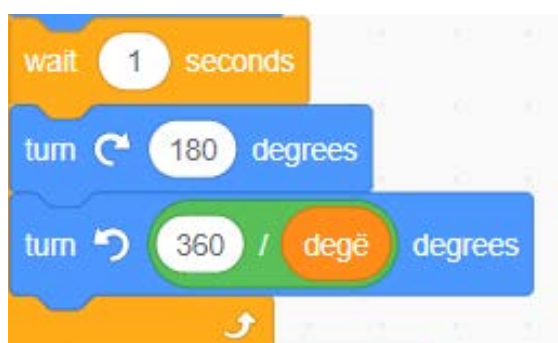 wait 1 seconds
turn 180 degrees
turn 360 / degë degrees